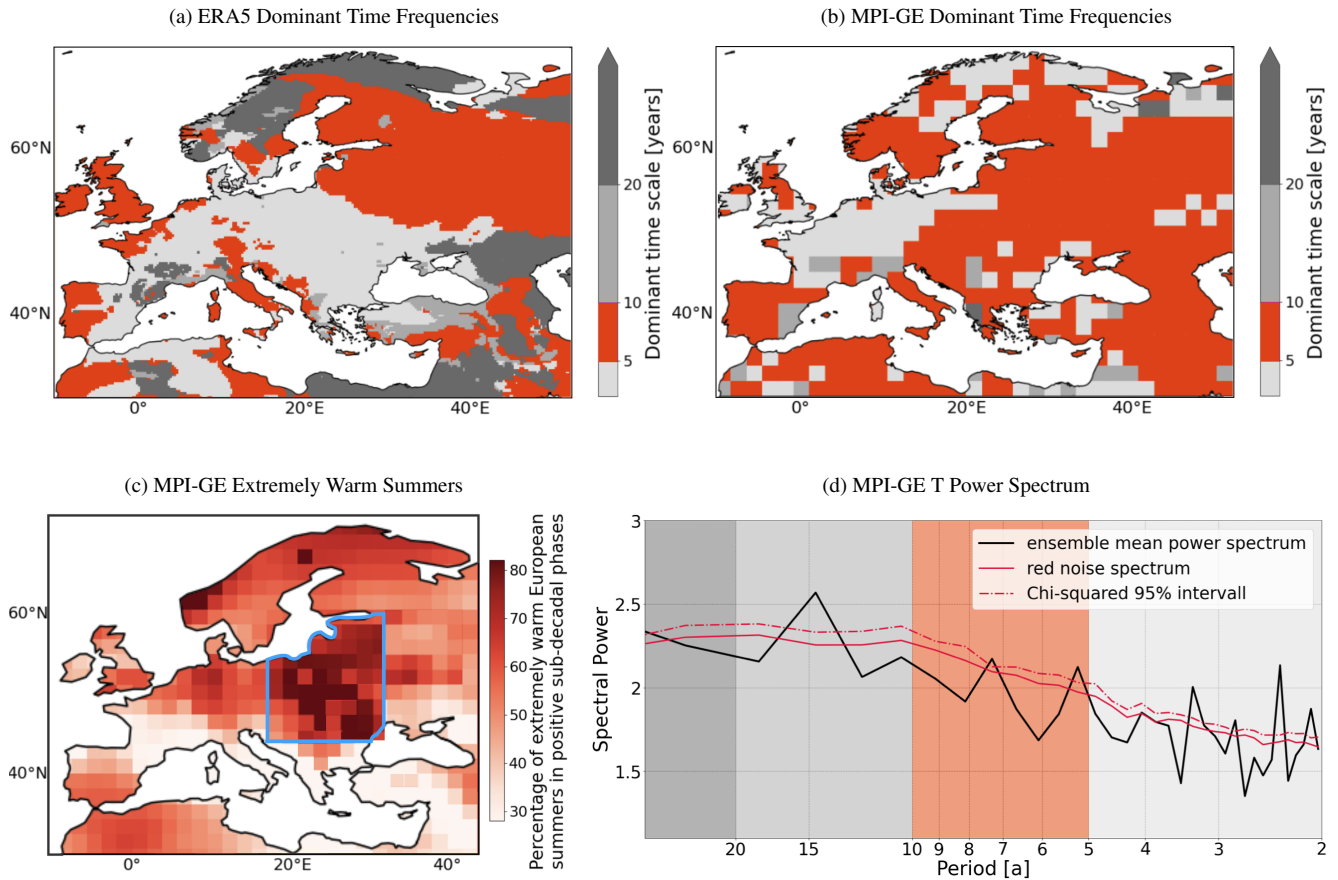 (a) ERA5 Dominant Time Frequencies
(b) MPI-GE Dominant Time Frequencies
60°N
40°N
0°
20°E
40°E
20
10
5
Dominant time scale [years]
60°N
40°N
0°
20°E
40°E
20
10
5
Dominant time scale [years]
(c) MPI-GE Extremely Warm Summers
(d) MPI-GE T Power Spectrum
60°N
40°N
0°
20°E
40°E
80
70
60
50
40
30
Percentage of extremely warm European
summers in positive sub-decadal phases
3
2.5
2
1.5
Spectral Power
ensemble mean power spectrum
red noise spectrum
Chi-squared 95% intervall
20
15
10
9
8
7
6
5
4
3
2
Period [a]